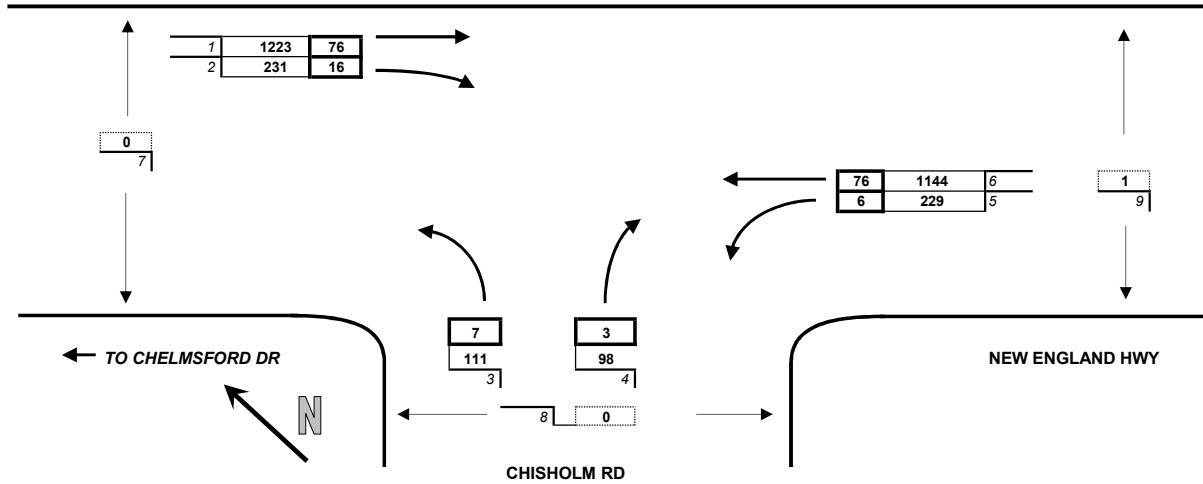 1 1223 76
2 231 16
0
7
76 1144 6
6 229 5
1
9
7 3
111 98
3 4
TO CHELMSFORD DR
NEW ENGLAND HWY
N
8 0
CHISHOLM RD